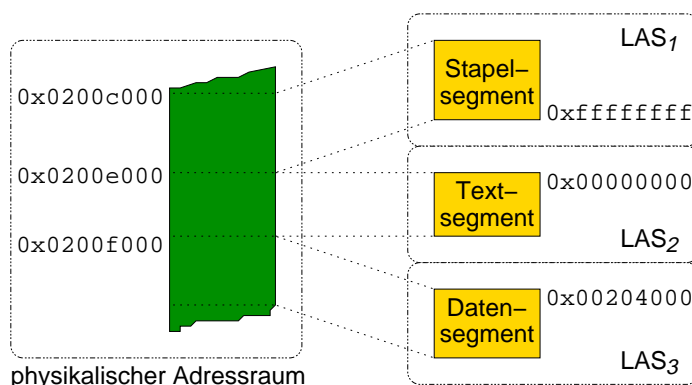 0x0200c000
0x0200e000
0x0200f000
physikalischer Adressraum
LAS1
Stapel−
segment
0xffffffff
Text−
segment
0x00000000
LAS2
Daten−
segment
0x00204000
LAS3